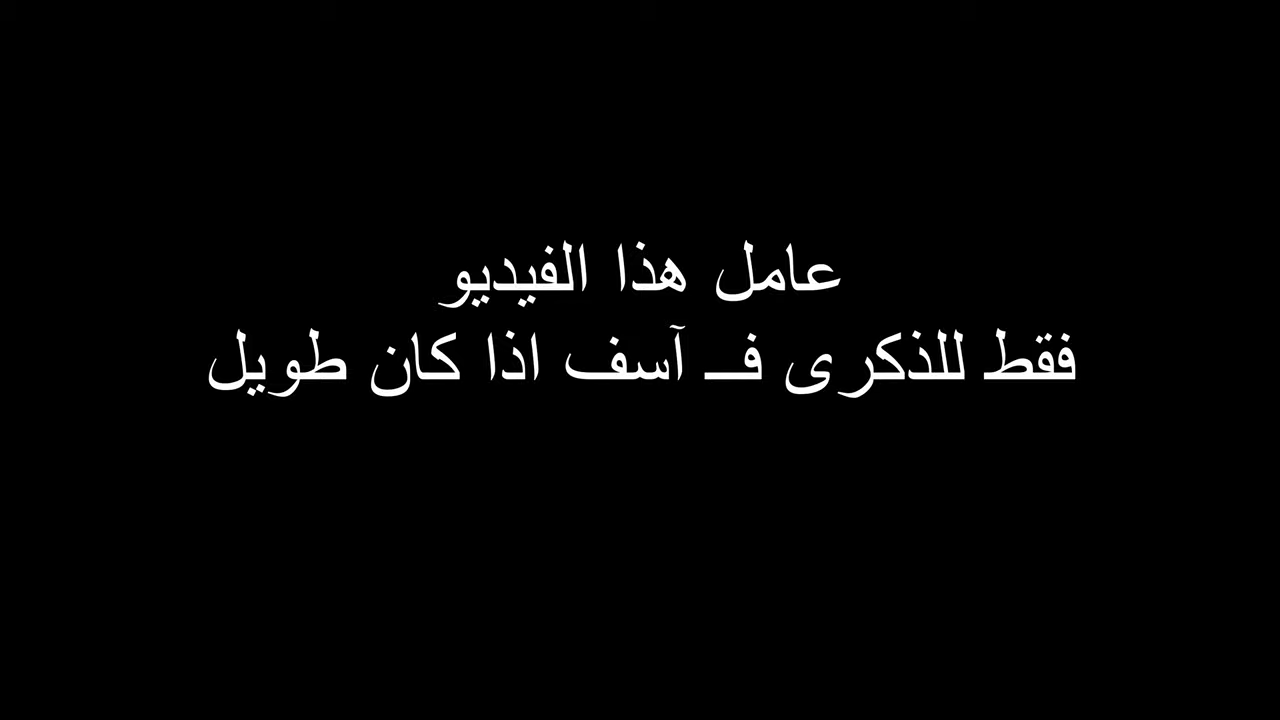 عامل هذا الفيديو
فقط للذكرى فـ آسف اذا كان طويل